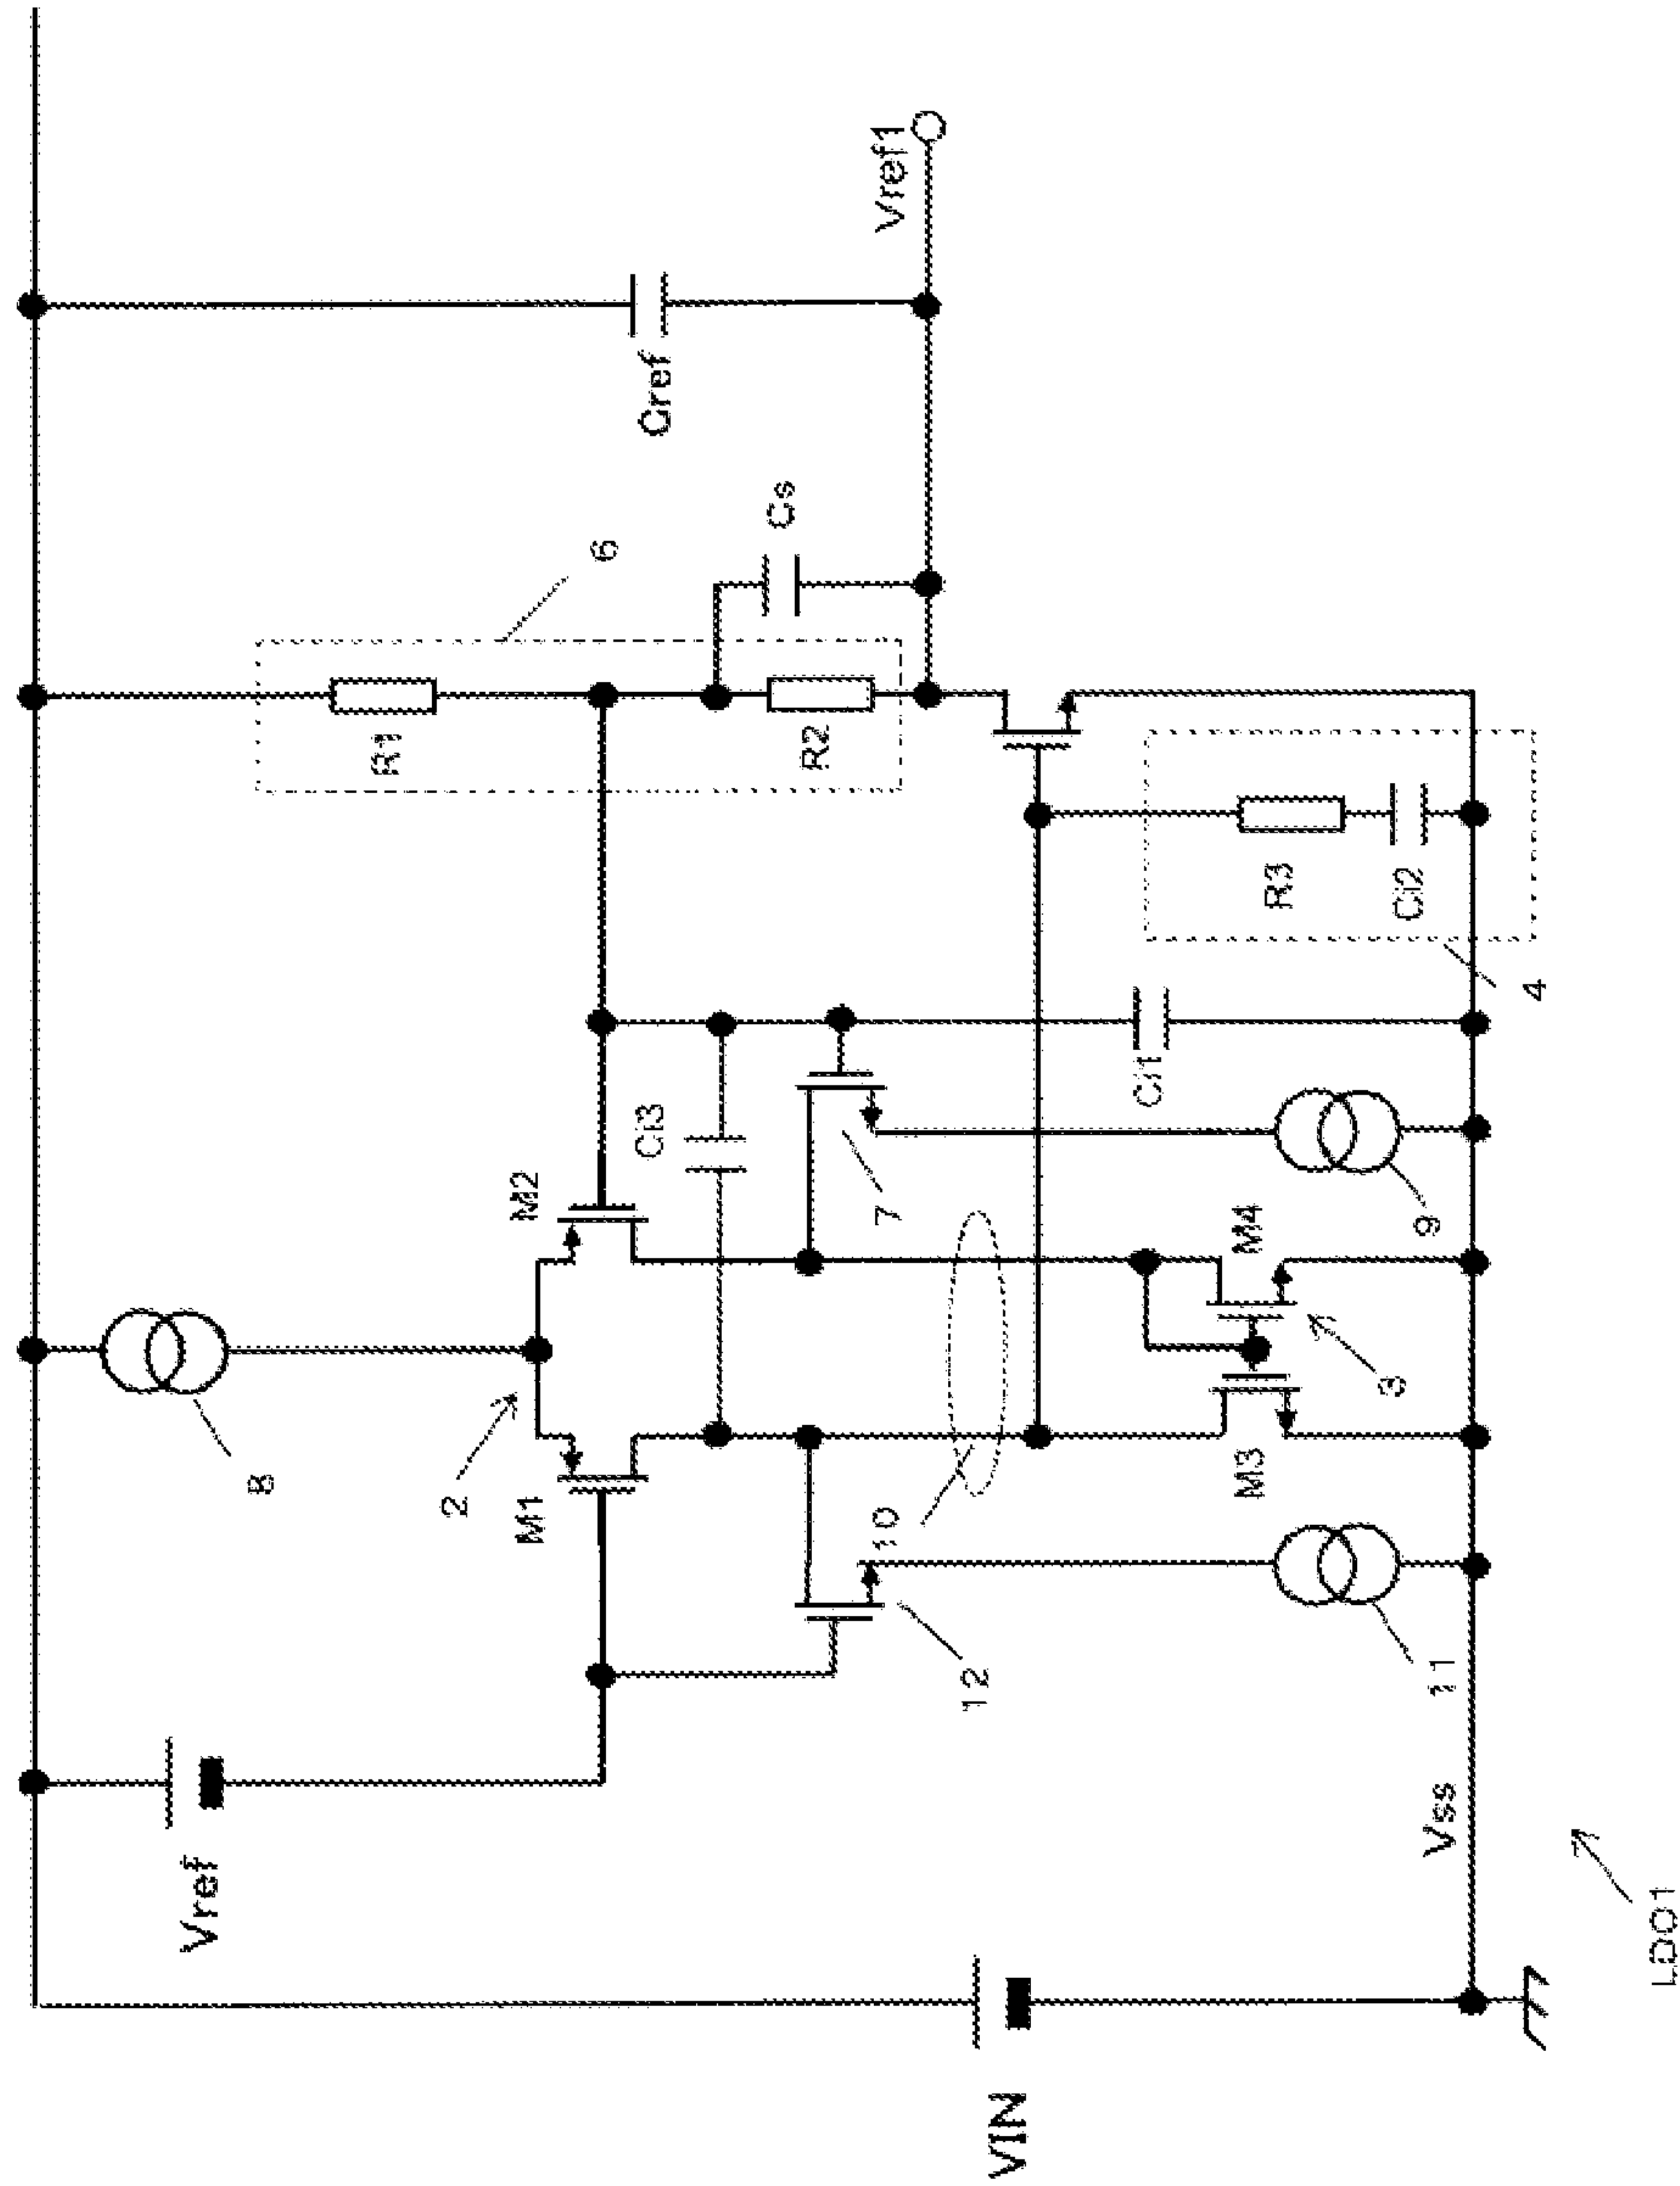 Vref1
Cref
Cs
6
R1
R2
R3
Ci2
4
Ci1
Ci3
7
9
M2
M4
3
8
2
M1
10
M3
12
11
Vref
Vss
VIN
LDO1